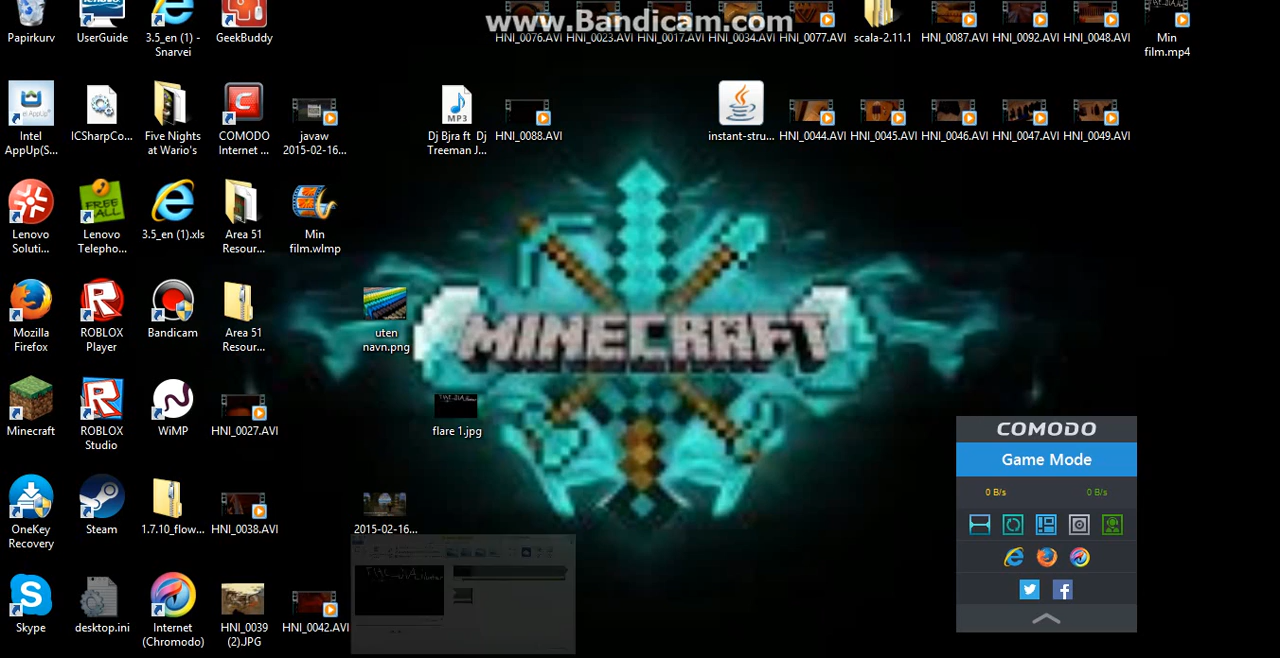 www.Bandicam.com
Papirkurv
UserGuide
3.5_en (1) -
Snarvei
GeekBuddy
HNI_0076.AVI
HNI_0023.AVI
HNI_0017.AVI
HNI_0034.AVI
HNI_0077.AVI
scala-2.11.1
HNI_0087.AVI
HNI_0092.AVI
HNI_0048.AVI
Min
film.mp4
Intel
AppUp(S...
ICSharpCo...
Five Nights
at Wario's
COMODO
Internet ...
javaw
2015-02-16...
MP3
Dj Bjra ft Dj
Treeman J...
HNI_0088.AVI
instant-stru...
HNI_0044.AVI
HNI_0045.AVI
HNI_0046.AVI
HNI_0047.AVI
HNI_0049.AVI
Lenovo
Soluti...
FREE
CALL
Lenovo
Telepho...
3.5_en (1).xls
Area 51
Resour...
Min
film.wlmp
Mozilla
Firefox
ROBLOX
Player
Bandicam
Area 51
Resour...
uten
navn.png
MINECRAFT
Minecraft
ROBLOX
Studio
WiMP
HNI_0027.AVI
flare 1.jpg
COMODO
Game Mode
0 B/s
0 B/s
OneKey
Recovery
Steam
1.7.10_flow...
HNI_0038.AVI
2015-02-16...
Skype
desktop.ini
Internet
(Chromodo)
HNI_0039
(2).JPG
HNI_0042.AVI